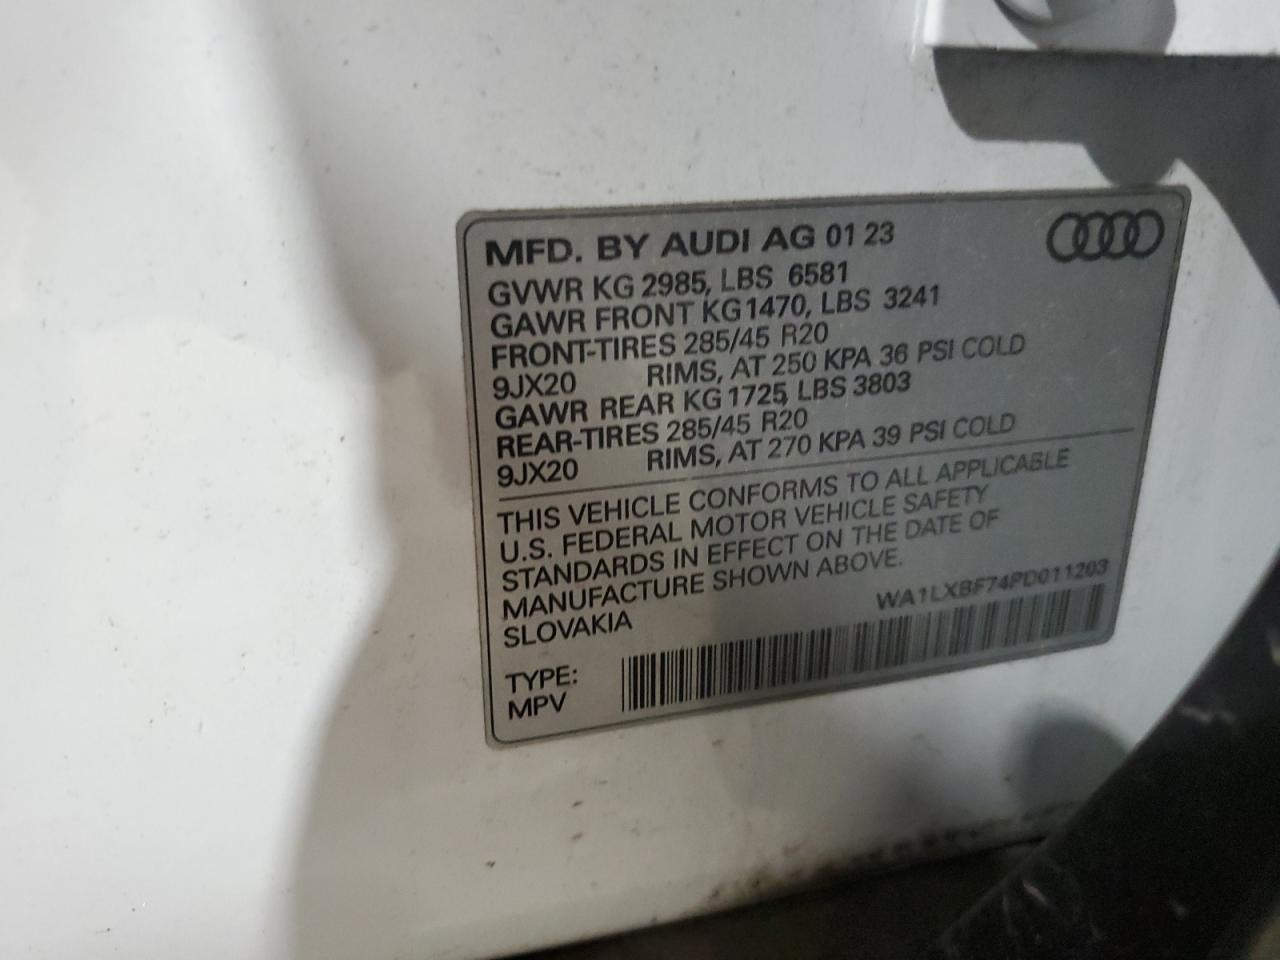 MFD. BY AUDI AG 01 23
GVWR KG 2985, LBS 6581
GAWR FRONT KG 1470, LBS 3241
FRONT-TIRES 285/45 R20
9JX20 RIMS, AT 250 KPA 36 PSI COLD
GAWR REAR KG 1725, LBS 3803
REAR-TIRES 285/45 R20
9JX20 RIMS, AT 270 KPA 39 PSI COLD
THIS VEHICLE CONFORMS TO ALL APPLICABLE
U.S. FEDERAL MOTOR VEHICLE SAFETY
STANDARDS IN EFFECT ON THE DATE OF
MANUFACTURE SHOWN ABOVE.
SLOVAKIA
WA1LXBF74PD011203
TYPE:
MPV